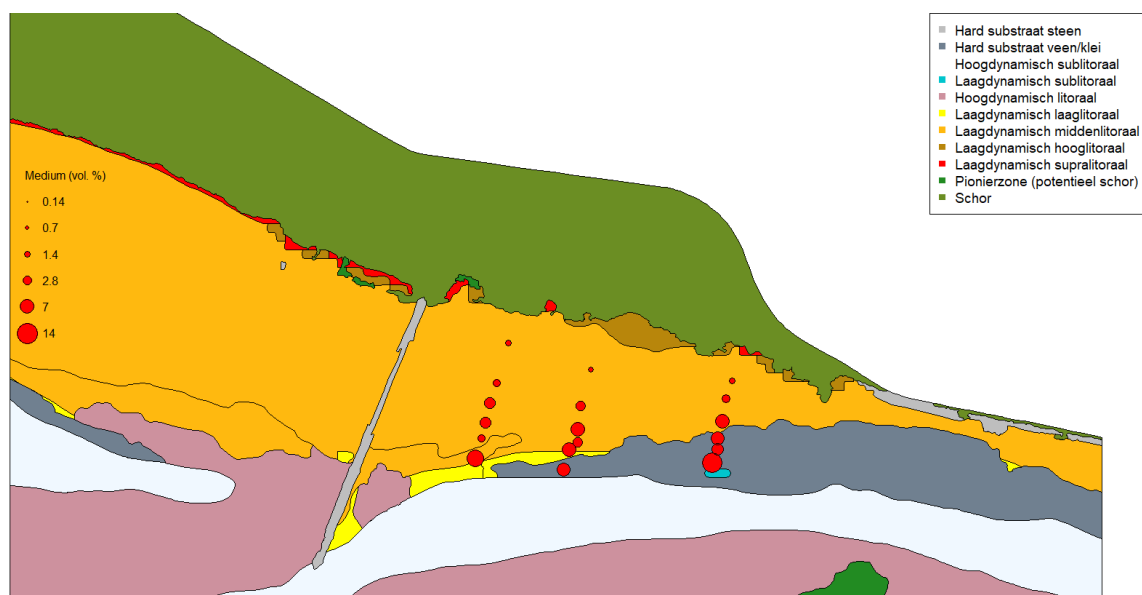 Hard substraat steen
Hard substraat veen/klei
Hoogdynamisch sublitoraal
Laagdynamisch sublitoraal
Hoogdynamisch litoraal
Laagdynamisch laaglitoraal
Laagdynamisch middenlitoraal
Laagdynamisch hooglitoraal
Laagdynamisch supralitoraal
Pionierzone (potentieel schor)
Schor
Medium (vol. %)
0.14
0.7
1.4
2.8
7
14